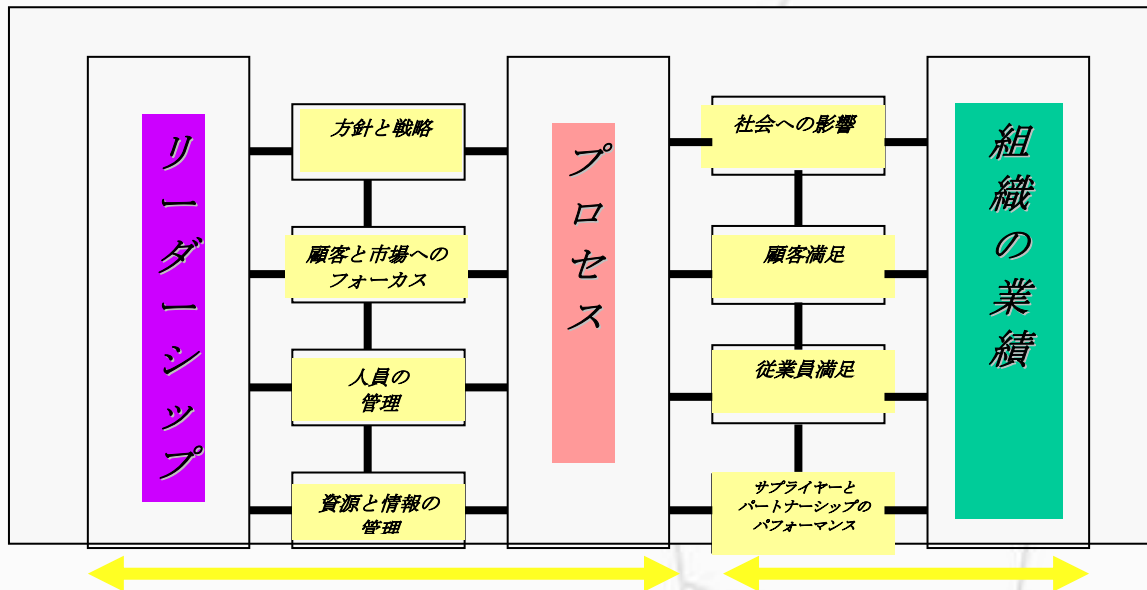 リーダーシップ
方針と戦略
顧客と市場への
フォーカス
人員の
管理
資源と情報の
管理
プロセス
社会への影響
顧客満足
従業員満足
サプライヤーと
パートナーシップの
パフォーマンス
組織の業績